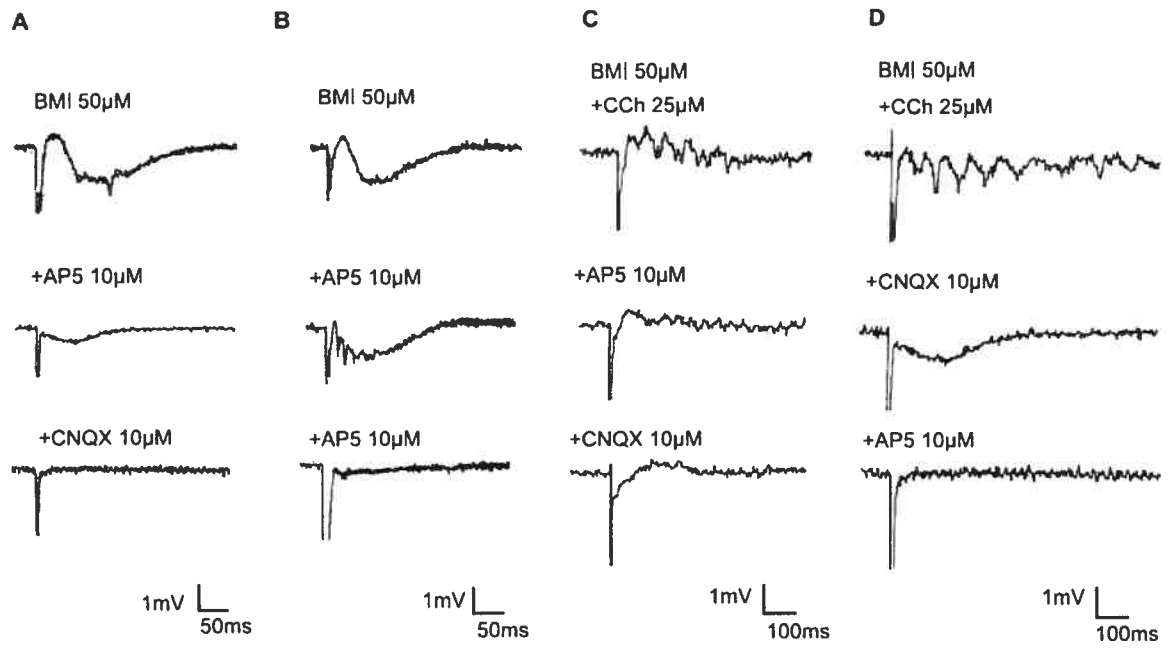 A
BMI 50µM
+AP5 10µM
+CNQX 10µM
1mV
50ms
B
BMI 50µM
+AP5 10µM
+AP5 10µM
1mV
50ms
C
BMI 50µM
+CCh 25µM
+AP5 10µM
+CNQX 10µM
1mV
100ms
D
BMI 50µM
+CCh 25µM
+CNQX 10µM
+AP5 10µM
1mV
100ms